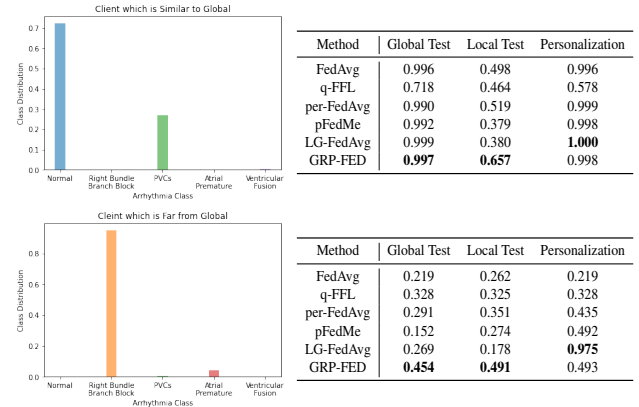 Client which is Similar to Global
Class Distribution
0.7
0.6
0.5
0.4
0.3
0.2
0.1
0.0
Normal Right Bundle Branch Block PVCs Atrial Premature Ventricular Fusion
Arrhythmia Class
Method Global Test Local Test Personalization
FedAvg 0.996 0.498 0.996
q-FFL 0.718 0.464 0.578
per-FedAvg 0.990 0.519 0.999
pFedMe 0.992 0.379 0.998
LG-FedAvg 0.999 0.380 1.000
GRP-FED 0.997 0.657 0.998
Cleint which is Far from Global
Class Distribution
0.8
0.6
0.4
0.2
0.0
Normal Right Bundle Branch Block PVCs Atrial Premature Ventricular Fusion
Arrhythmia Class
Method Global Test Local Test Personalization
FedAvg 0.219 0.262 0.219
q-FFL 0.328 0.325 0.328
per-FedAvg 0.291 0.351 0.435
pFedMe 0.152 0.274 0.492
LG-FedAvg 0.269 0.178 0.975
GRP-FED 0.454 0.491 0.493